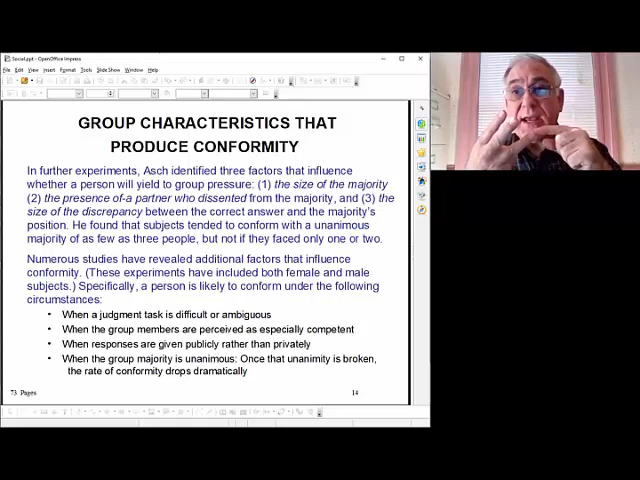 Social.ppt - OpenOffice Impress
File Edit View Insert Format Tools Slide Show Window Help
GROUP CHARACTERISTICS THAT
PRODUCE CONFORMITY
In further experiments, Asch identified three factors that influence
whether a person will yield to group pressure: (1) the size of the majority
(2) the presence of-a partner who dissented from the majority, and (3) the
size of the discrepancy between the correct answer and the majority's
position. He found that subjects tended to conform with a unanimous
majority of as few as three people, but not if they faced only one or two.
Numerous studies have revealed additional factors that influence
conformity. (These experiments have included both female and male
subjects.) Specifically, a person is likely to conform under the following
circumstances:
• When a judgment task is difficult or ambiguous
• When the group members are perceived as especially competent
• When responses are given publicly rather than privately
• When the group majority is unanimous: Once that unanimity is broken,
the rate of conformity drops dramatically
73 Pages 14